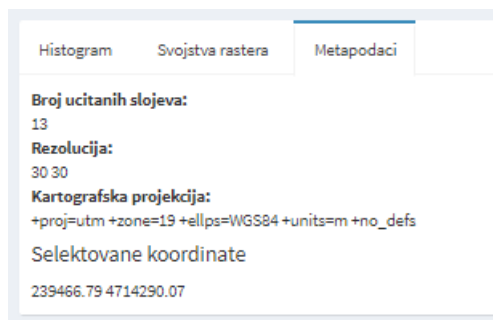 Histogram Svojstva rastera Metapodaci
Broj ucitanih slojeva:
13
Rezolucija:
30 30
Kartografska projekcija:
+proj=utm +zone=19 +ellps=WGS84 +units=m +no_defs
Selektovane koordinate
239466.79 4714290.07